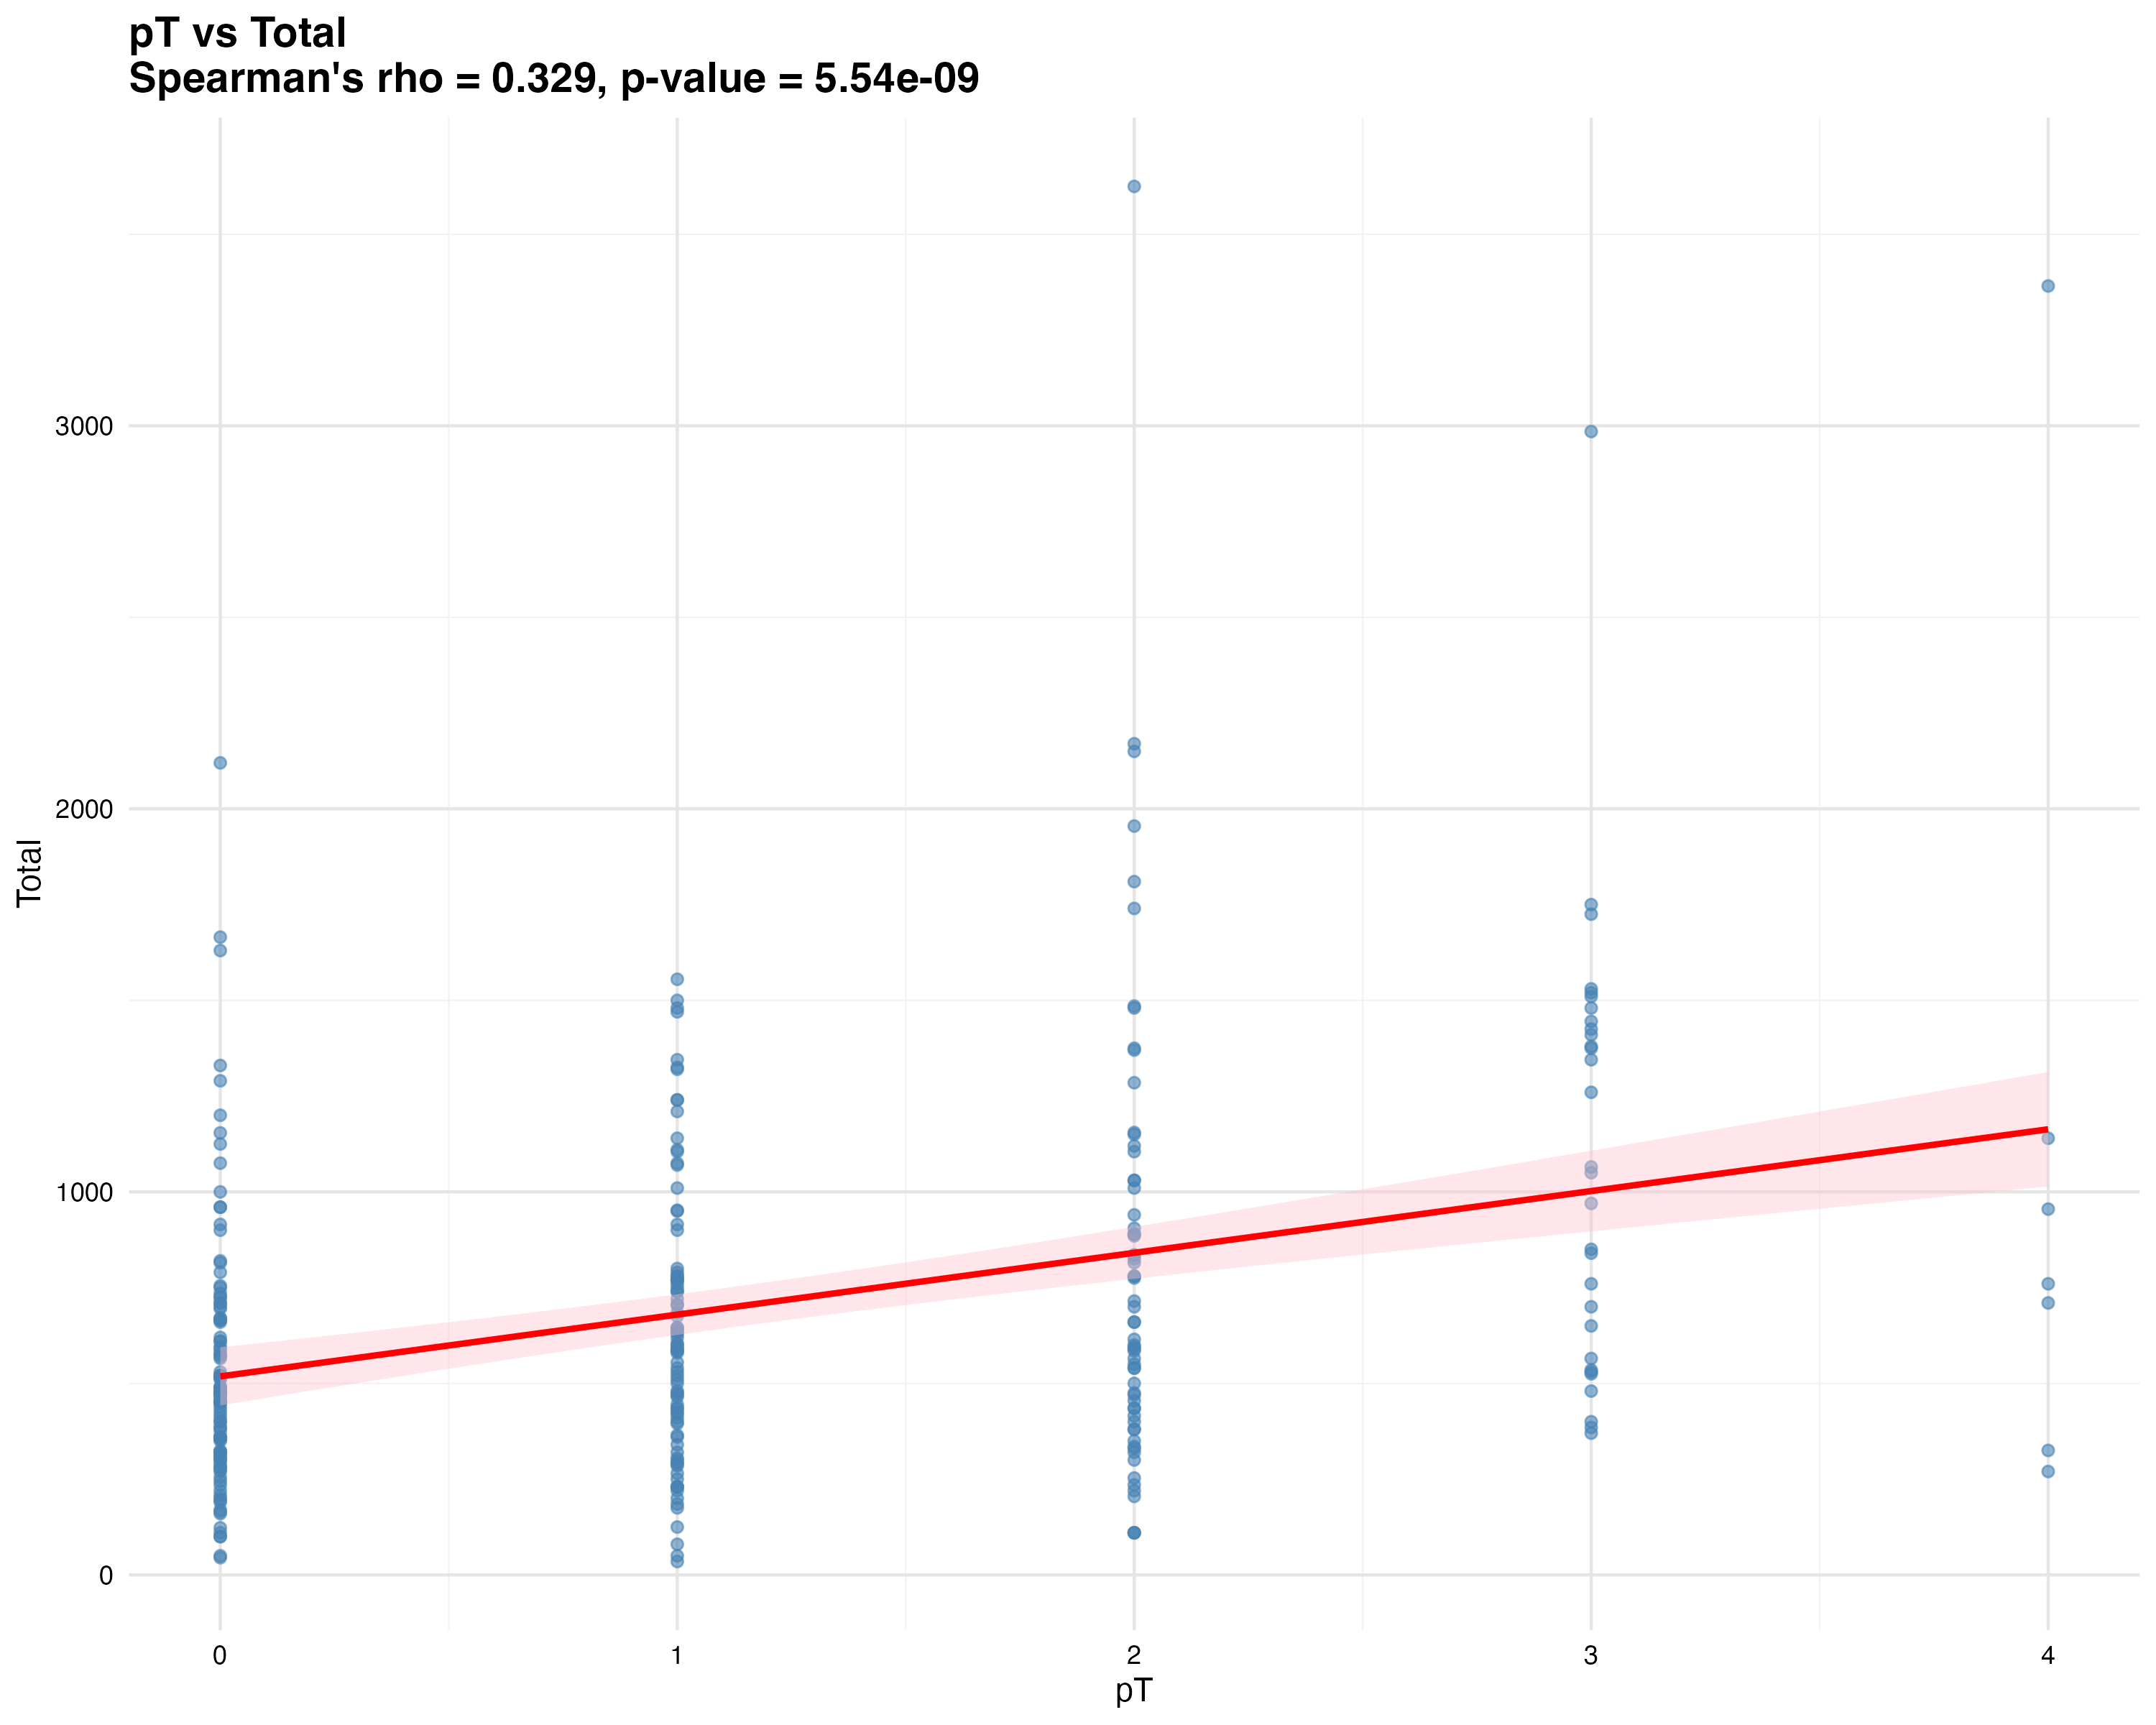 pT vs Total
Spearman's rho = 0.329, p-value = 5.54e-09
3000
2000
1000
0
Total
0 1 2 3 4
pT